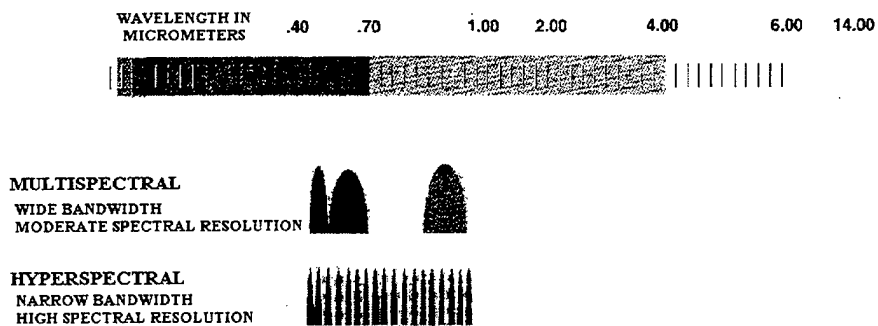 WAVELENGTH IN
MICROMETERS
.40 .70 1.00 2.00 4.00 6.00 14.00
MULTISPECTRAL
WIDE BANDWIDTH
MODERATE SPECTRAL RESOLUTION
HYPERSPECTRAL
NARROW BANDWIDTH
HIGH SPECTRAL RESOLUTION